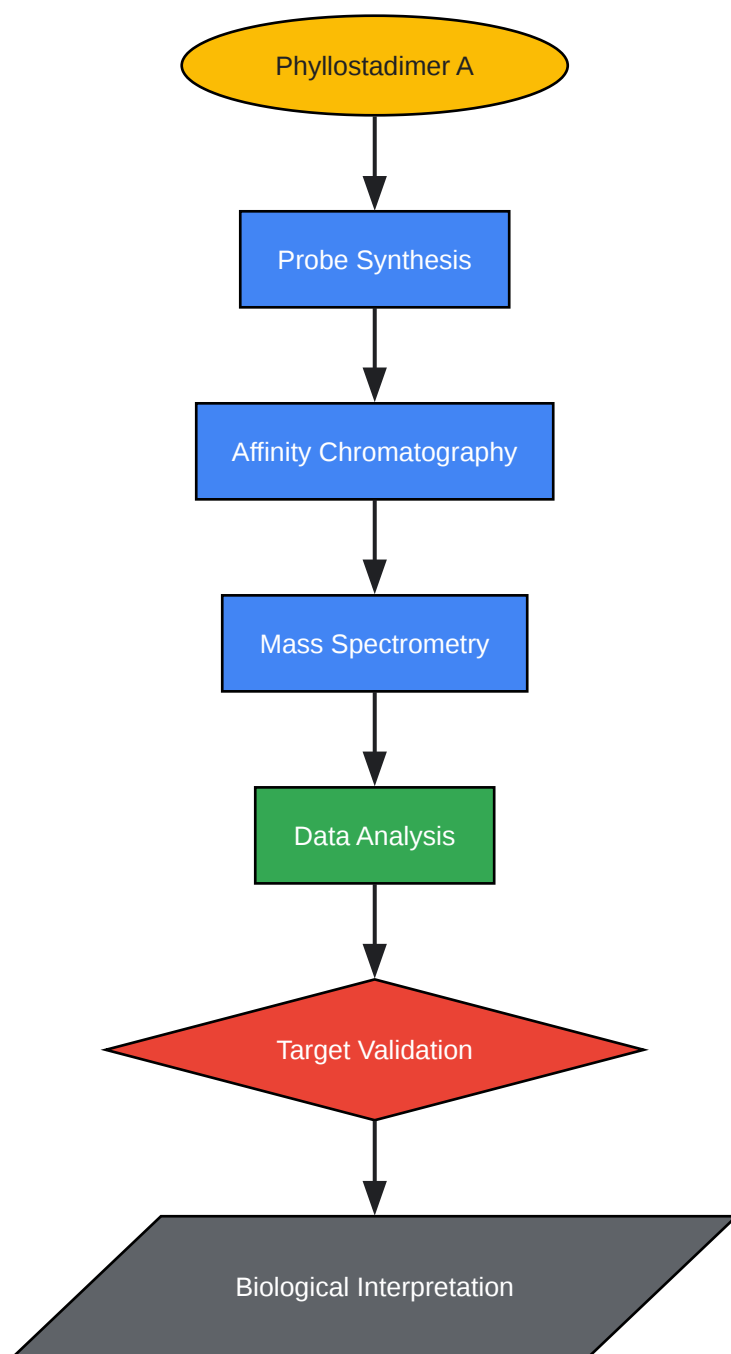 Phyllostadimer A
Probe Synthesis
Affinity Chromatography
Mass Spectrometry
Data Analysis
Target Validation
Biological Interpretation